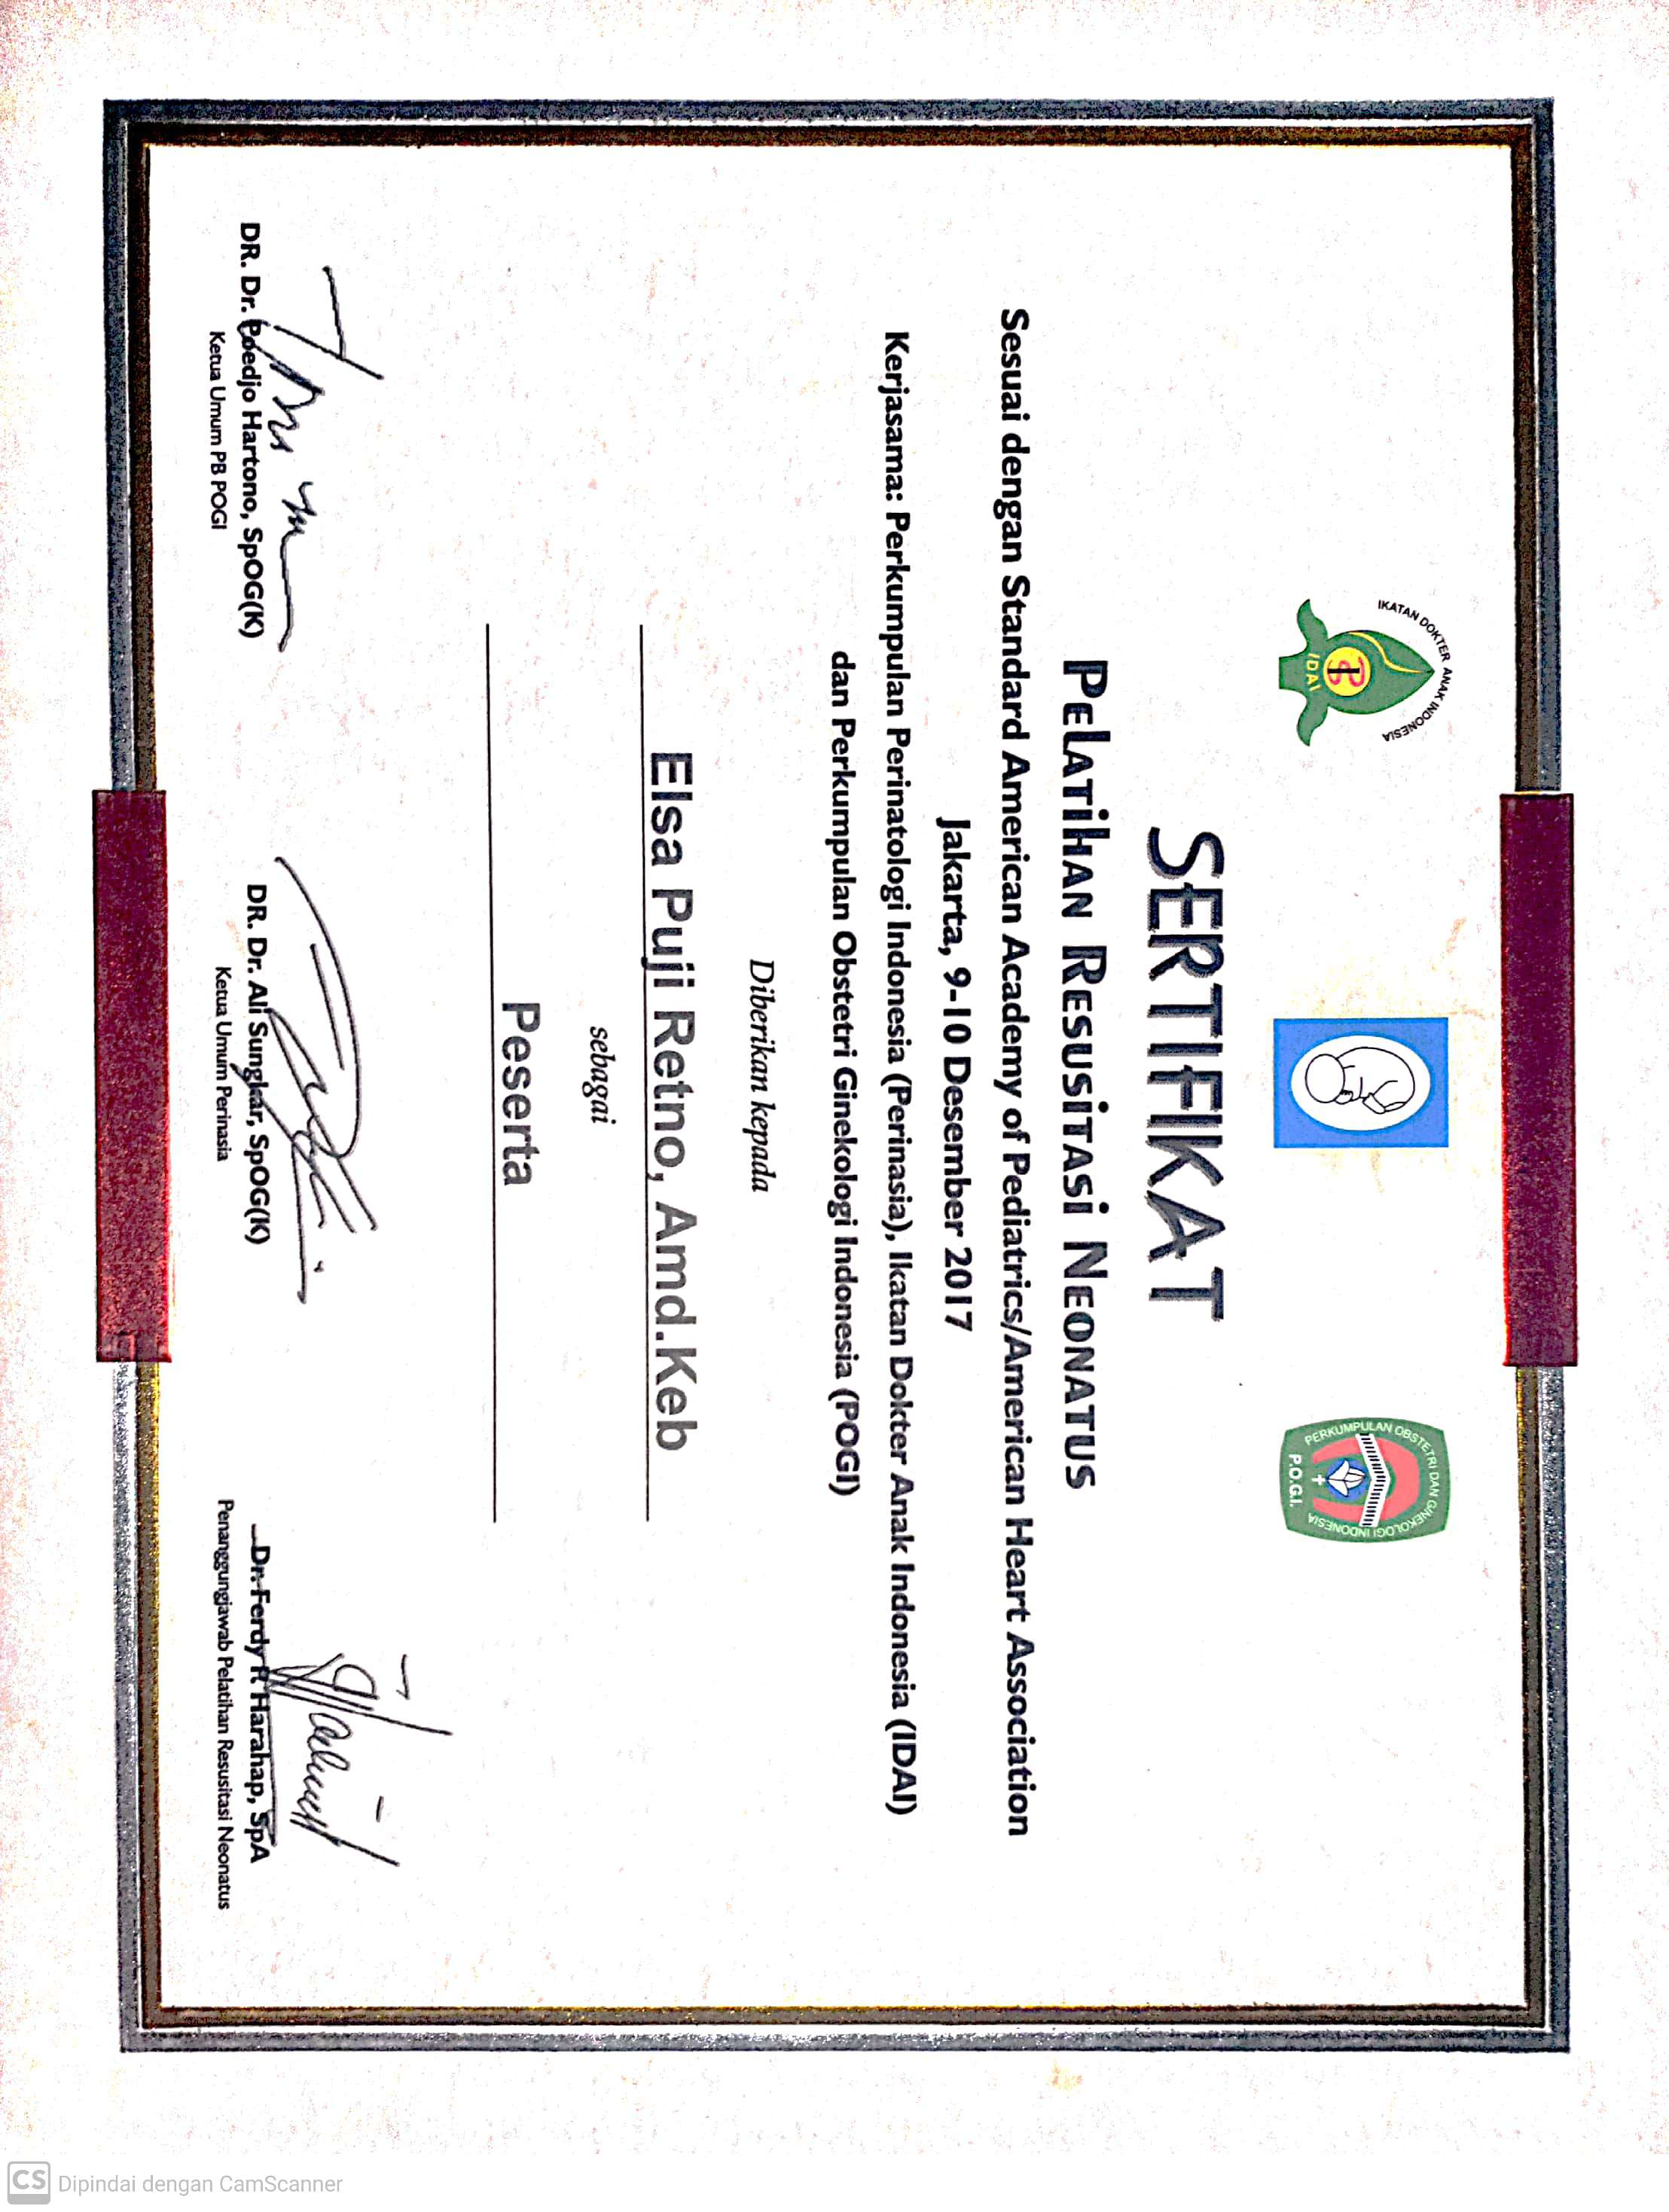 IKATAN DOKTER ANAK INDONESIA
IDAI
PERKUMPULAN OBSTETRI DAN GINEKOLOGI INDONESIA
P.O.G.I.
SERTIFIKAT
PELATIHAN RESUSITASI NEONATUS
Sesuai dengan Standard American Academy of Pediatrics/American Heart Association
Jakarta, 9-10 Desember 2017
Kerjasama: Perkumpulan Perinatologi Indonesia (Perinasia), Ikatan Dokter Anak Indonesia (IDAI)
dan Perkumpulan Obstetri Ginekologi Indonesia (POGI)
Diberikan kepada
Elsa Puji Retno, Amd.Keb
sebagai
Peserta
DR. Dr. Poedjo Hartono, SpOG(K)
Ketua Umum PB POGI
DR. Dr. Ali Sungkar, SpOG(K)
Ketua Umum Perinasia
Dr. Ferdy P. Harahap, SpA
Penanggungjawab Pelatihan Resusitasi Neonatus
CS Dipindai dengan CamScanner